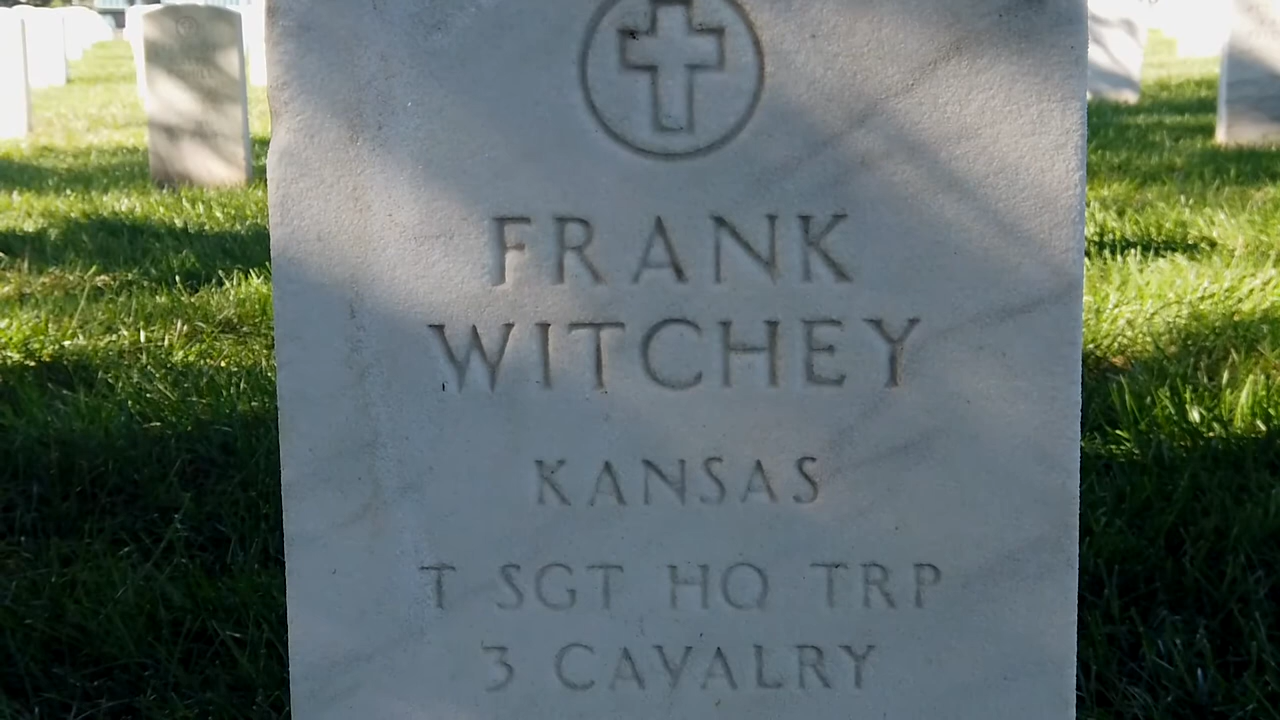 FRANK
WITCHEY
KANSAS
T SGT HQ TRP
3 CAVALRY